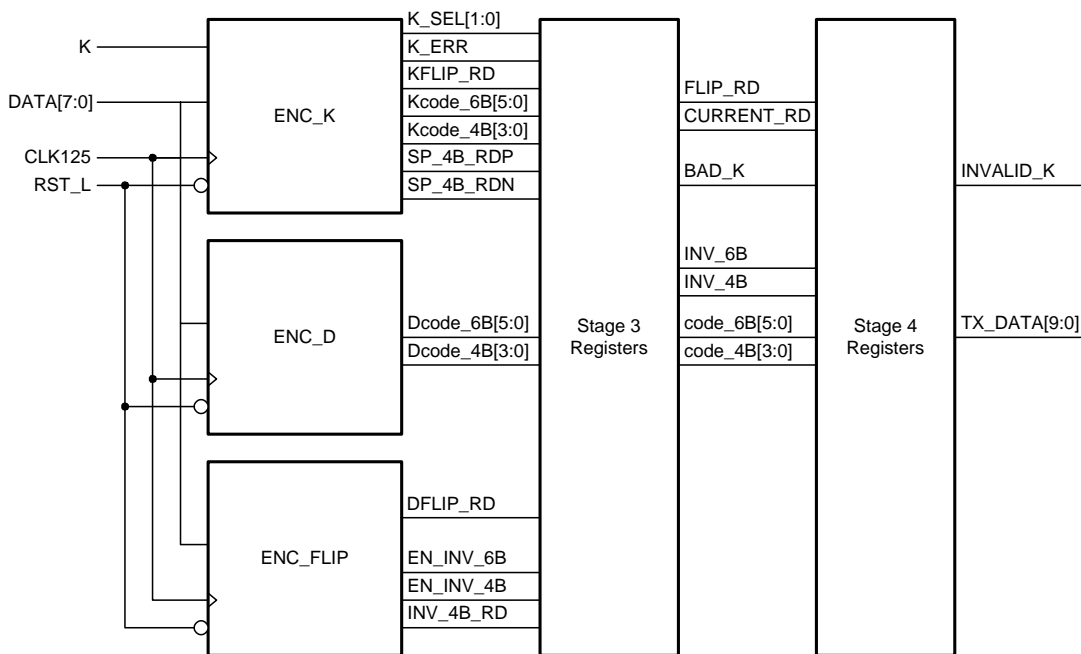 K
DATA[7:0]
CLK125
RST_L
ENC_K
K_SEL[1:0]
K_ERR
KFLIP_RD
Kcode_6B[5:0]
Kcode_4B[3:0]
SP_4B_RDP
SP_4B_RDN
ENC_D
Dcode_6B[5:0]
Dcode_4B[3:0]
ENC_FLIP
DFLIP_RD
EN_INV_6B
EN_INV_4B
INV_4B_RD
Stage 3
Registers
FLIP_RD
CURRENT_RD
BAD_K
INV_6B
INV_4B
code_6B[5:0]
code_4B[3:0]
Stage 4
Registers
INVALID_K
TX_DATA[9:0]